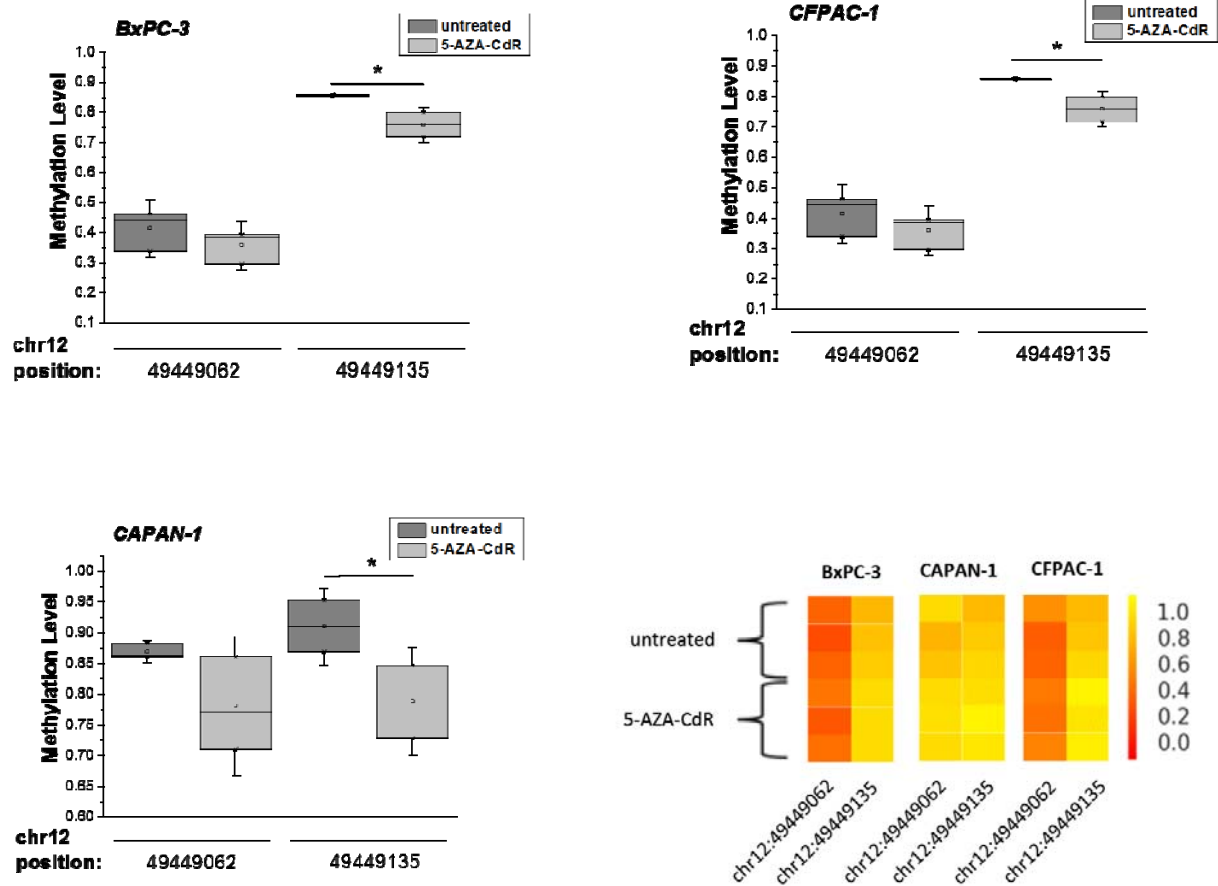 BxPC-3
untreated
5-AZA-CdR
Methylation Level
1.0
0.9
0.8
0.7
0.6
0.5
0.4
0.3
0.2
0.1
*
chr12
position:
49449062
49449135
CFPAC-1
untreated
5-AZA-CdR
Methylation Level
1.0
0.9
0.8
0.7
0.6
0.5
0.4
0.3
0.2
0.1
*
chr12
position:
49449062
49449135
CAPAN-1
untreated
5-AZA-CdR
Methylation Level
1.00
0.95
0.90
0.85
0.80
0.75
0.70
0.65
0.60
*
chr12
position:
49449062
49449135
BxPC-3 CAPAN-1 CFPAC-1
untreated
5-AZA-CdR
1.0
0.8
0.6
0.4
0.2
0.0
chr12:49449062
chr12:49449135
chr12:49449062
chr12:49449135
chr12:49449062
chr12:49449135